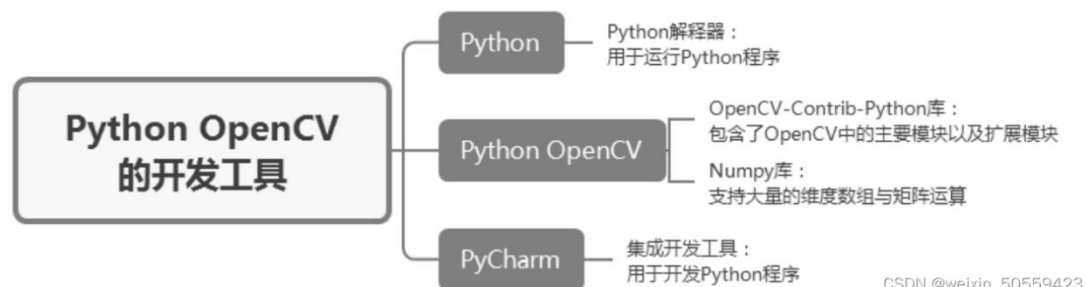 Python OpenCV
的开发工具
Python
Python解释器：
用于运行Python程序
Python OpenCV
OpenCV-Contrib-Python库：
包含了OpenCV中的主要模块以及扩展模块
Numpy库：
支持大量的维度数组与矩阵运算
PyCharm
集成开发工具：
用于开发Python程序
CSDN @weixin_50559423